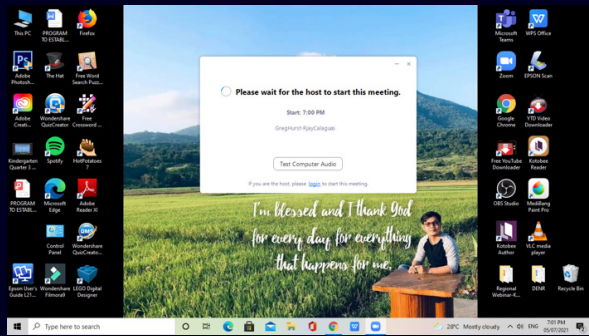 This PC
PROGRAM
TO ESTABL...
Firefox
Adobe
Photosh...
The Hat
Free Word
Search Puzz...
Adobe
Creati...
Wondershare
QuizCreator
Free
Crossword ...
Kindergarten
Quarter 3 ...
Spotify
HotPotatoes
7
PROGRAM
TO ESTABL...
Microsoft
Edge
Adobe
Reader XI
Control
Panel
Wondershare
QuizCreato...
Epson User's
Guide L21...
Wondershare
Filmora9
LEGO Digital
Designer
Please wait for the host to start this meeting.
Start: 7:00 PM
GregHurst-RjayCalaguas
Test Computer Audio
If you are the host, please login to start this meeting.
I'm blessed and I thank God
for every day for everything
that happens for me.
Microsoft
Teams
WPS Office
Zoom
EPSON Scan
Google
Chrome
YTD Video
Downloader
Free YouTube
Downloader
Kotobee
Reader
OBS Studio
MediBang
Paint Pro
Kotobee
Author
VLC media
player
Regional
Webinar-K...
DENR
Recycle Bin
Type here to search
28°C Mostly cloudy
ENG
7:01 PM
05/07/2021